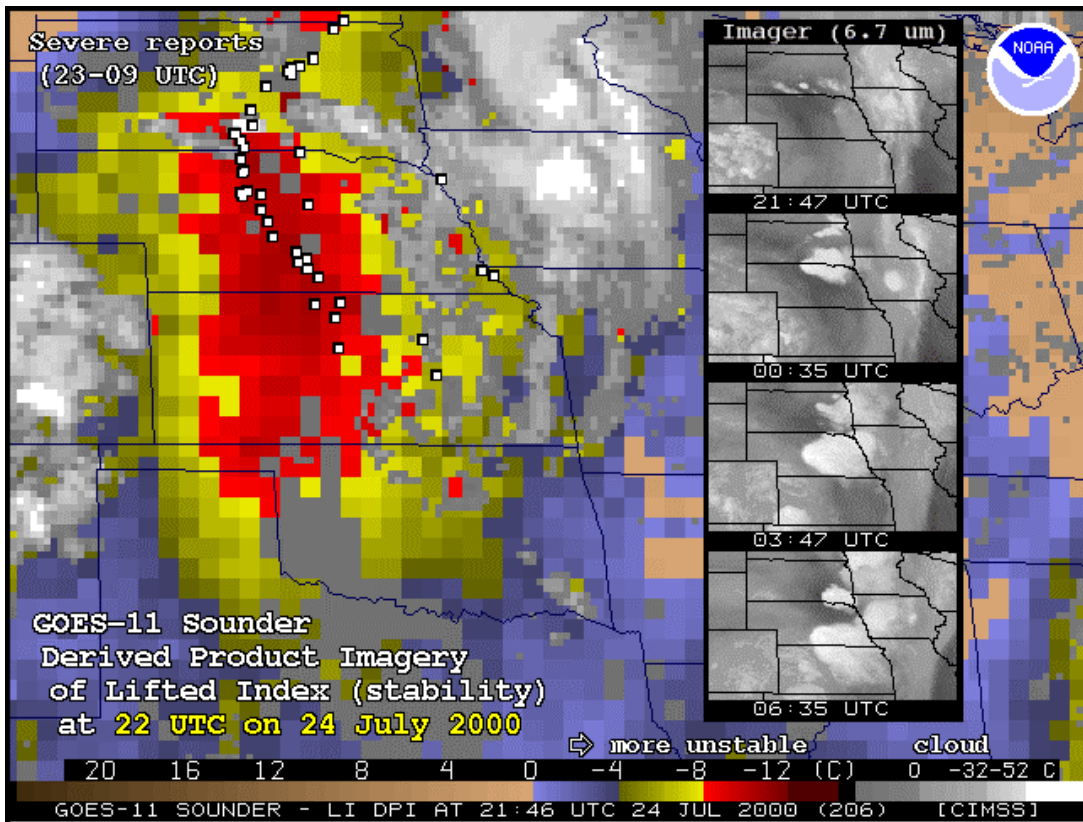 Severe reports
(23-09 UTC)
Imager (6.7 um)
NOAA
21:47 UTC
00:35 UTC
03:47 UTC
06:35 UTC
GOES-11 Sounder
Derived Product Imagery
of Lifted Index (stability)
at 22 UTC on 24 July 2000
⇨ more unstable cloud
20 16 12 8 4 0 -4 -8 -12 (C) 0 -32-52 C
GOES-11 SOUNDER - LI DPI AT 21:46 UTC 24 JUL 2000 (206) [CIMSS]